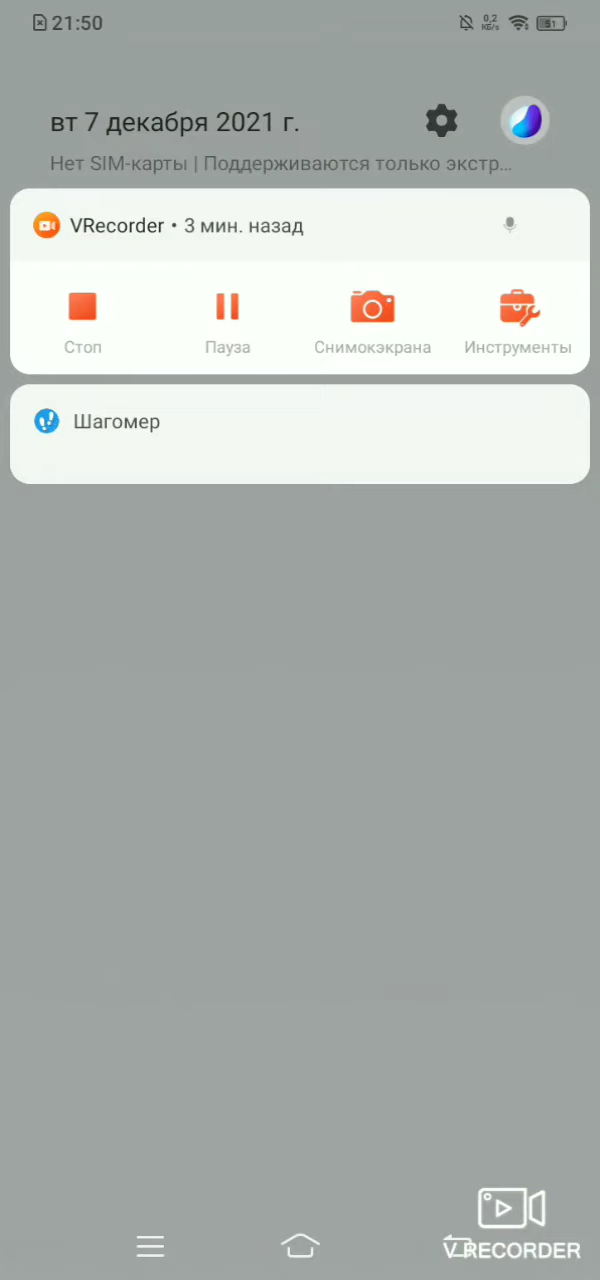 21:50
0,2
КБ/s
51
вт 7 декабря 2021 г.
Нет SIM-карты | Поддерживаются только экстр...
VRecorder • 3 мин. назад
Стоп
Пауза
Снимокэкрана
Инструменты
Шагомер
V RECORDER